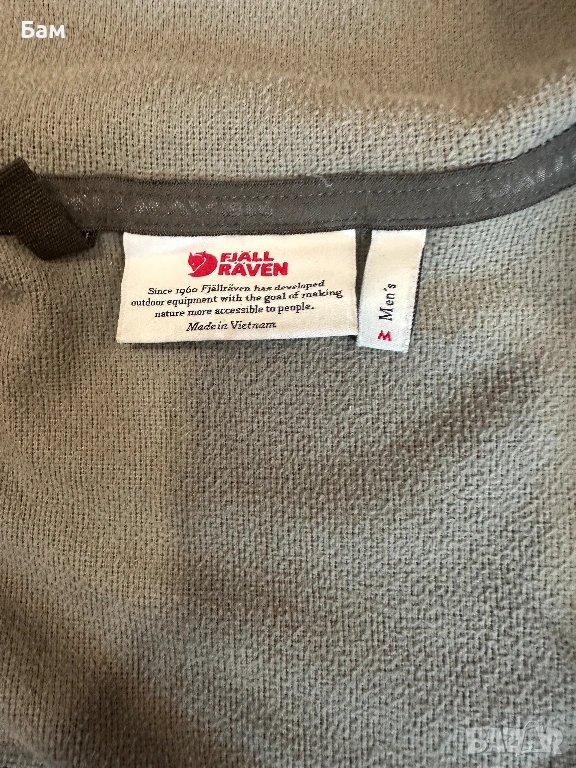 Бам
FJÄLL
RÄVEN
Since 1960 Fjällräven has developed
outdoor equipment with the goal of making
nature more accessible to people.
Made in Vietnam
Men's
M
BAZAR